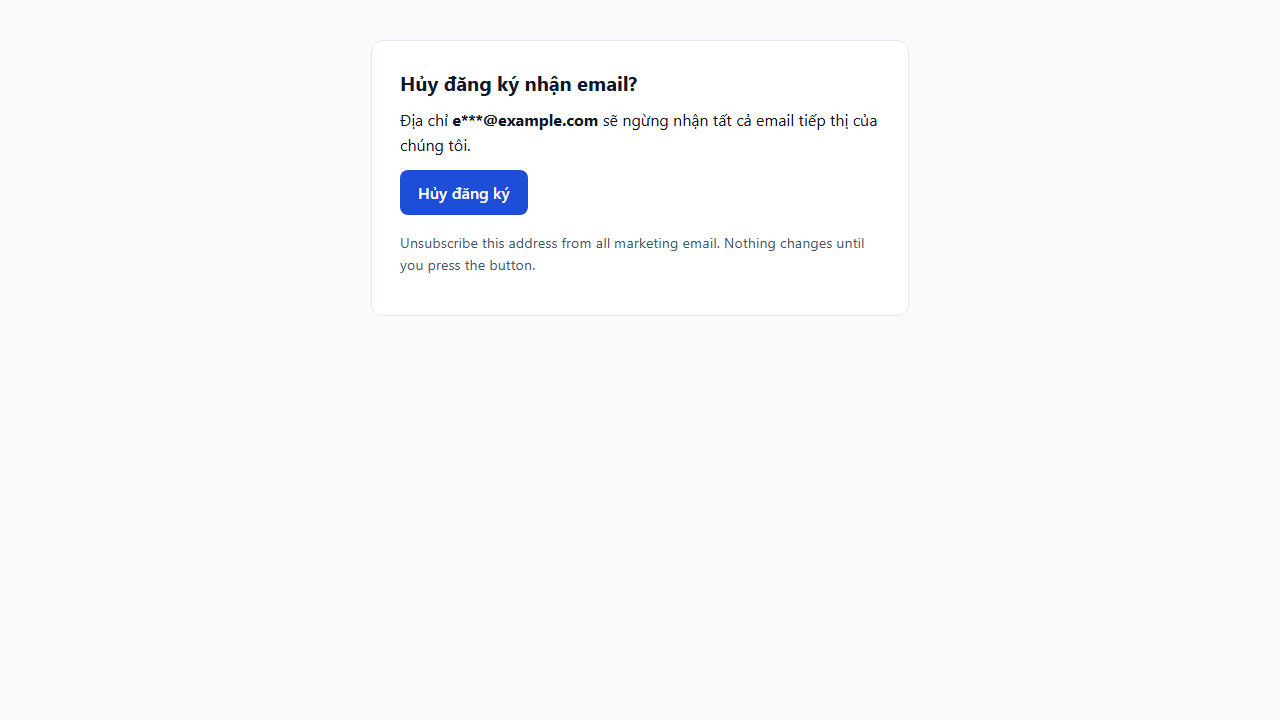 Hủy đăng ký nhận email?
Địa chỉ e***@example.com sẽ ngừng nhận tất cả email tiếp thị của
chúng tôi.
Hủy đăng ký
Unsubscribe this address from all marketing email. Nothing changes until
you press the button.